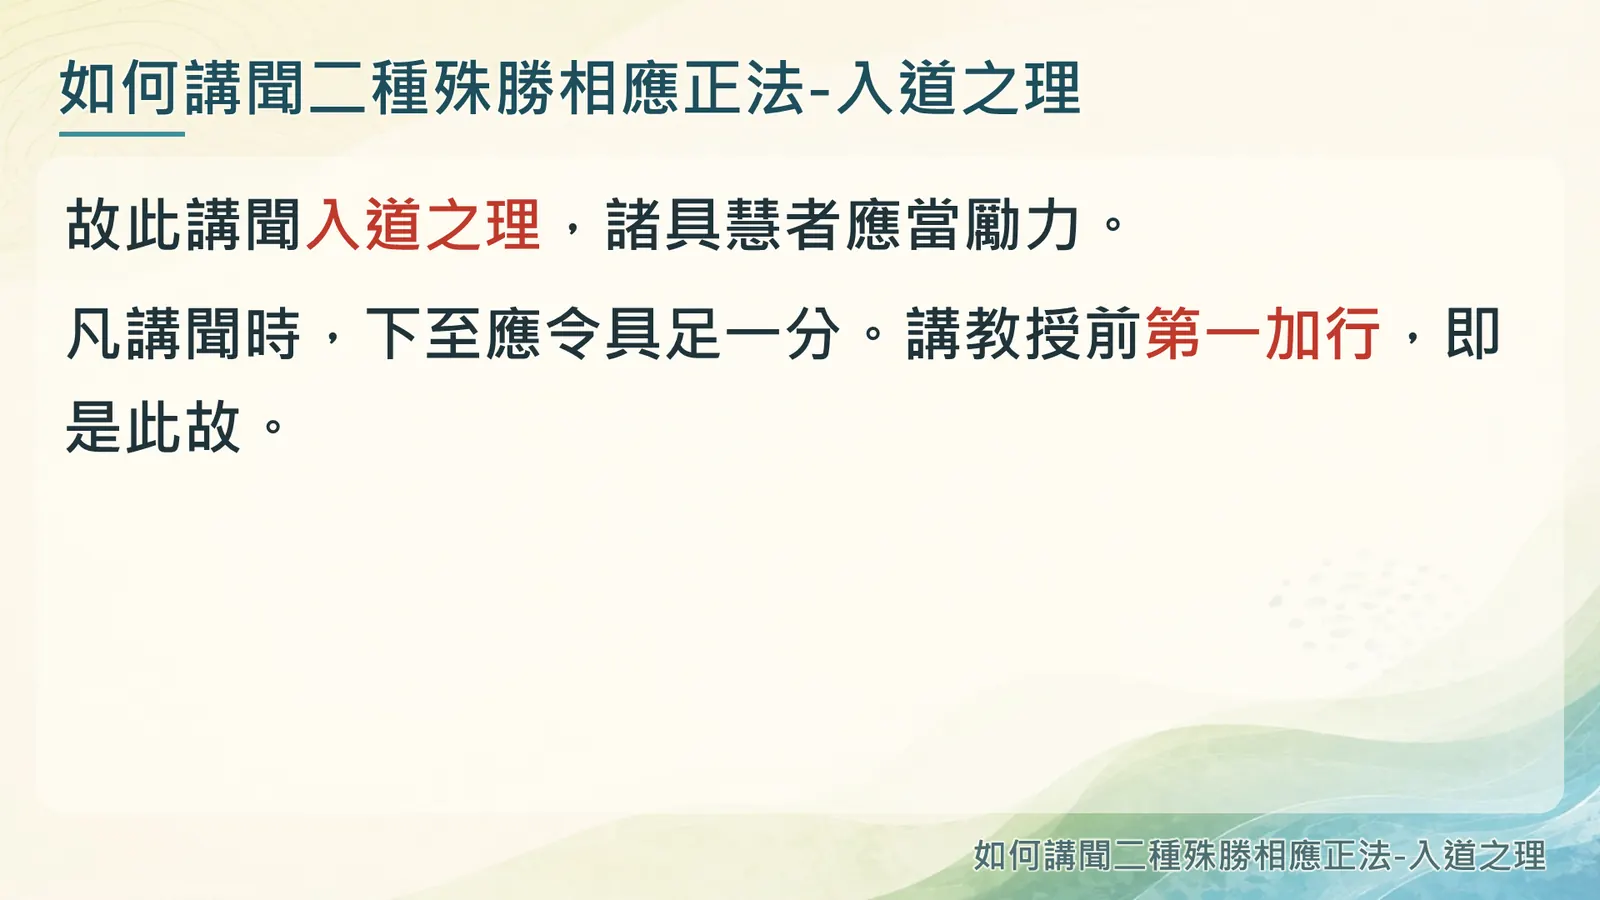 如何講聞二種殊勝相應正法-入道之理
故此講聞入道之理，諸具慧者應當勵力。
凡講聞時，下至應令具足一分。講教授前第一加行，即
是此故。
如何講聞二種殊勝相應正法-入道之理